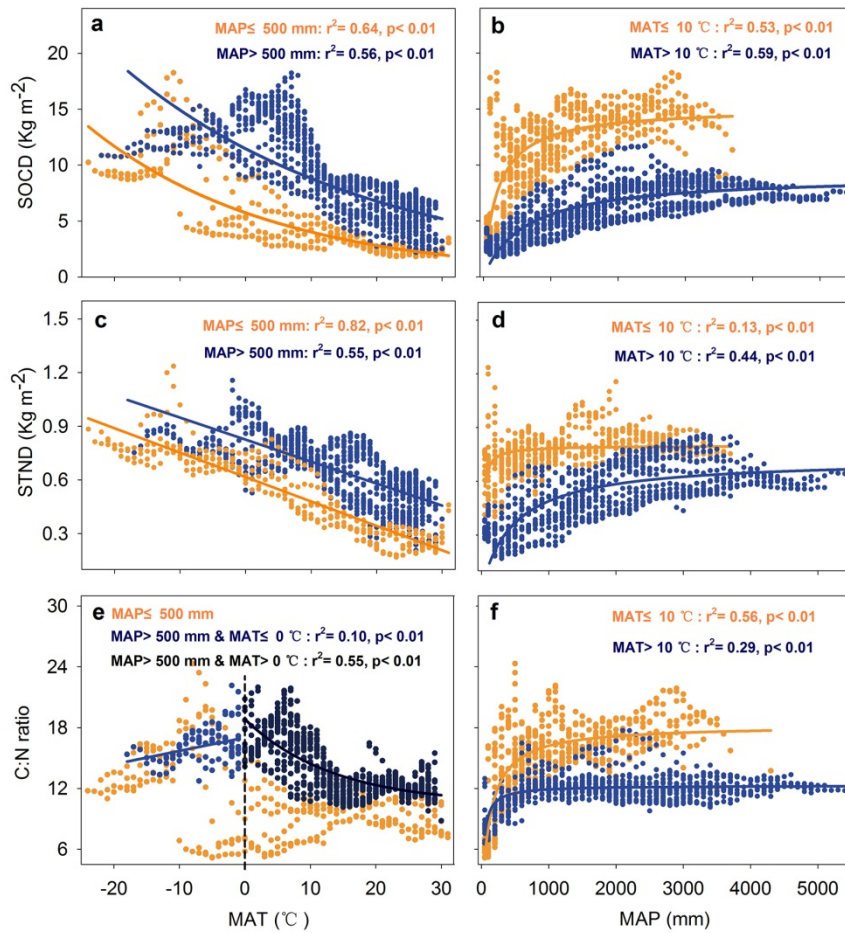 a
MAP≤ 500 mm: r²= 0.64, p< 0.01
MAP> 500 mm: r²= 0.56, p< 0.01
SOCD (Kg m⁻²)
20
15
10
5
0
-20
-10
0
10
20
30
b
MAT≤ 10 ℃: r²= 0.53, p< 0.01
MAT> 10 ℃: r²= 0.59, p< 0.01
c
MAP≤ 500 mm: r²= 0.82, p< 0.01
MAP> 500 mm: r²= 0.55, p< 0.01
STND (Kg m⁻²)
1.5
1.2
0.9
0.6
0.3
d
MAT≤ 10 ℃ : r²= 0.13, p< 0.01
MAT> 10 ℃ : r²= 0.44, p< 0.01
e
MAP≤ 500 mm
MAP> 500 mm & MAT≤ 0 ℃ : r²= 0.10, p< 0.01
MAP> 500 mm & MAT> 0 ℃ : r²= 0.55, p< 0.01
C:N ratio
30
24
18
12
6
-20
-10
0
10
20
30
MAT (℃)
f
MAT≤ 10 ℃ : r²= 0.56, p< 0.01
MAT> 10 ℃ : r²= 0.29, p< 0.01
0
1000
2000
3000
4000
5000
MAP (mm)